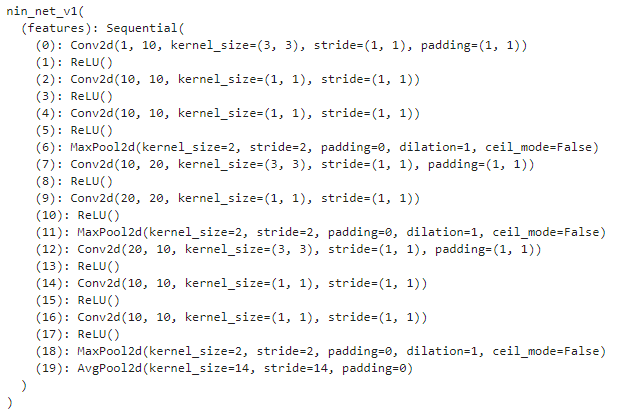 nin_net_v1(
  (features): Sequential(
    (0): Conv2d(1, 10, kernel_size=(3, 3), stride=(1, 1), padding=(1, 1))
    (1): ReLU()
    (2): Conv2d(10, 10, kernel_size=(1, 1), stride=(1, 1))
    (3): ReLU()
    (4): Conv2d(10, 10, kernel_size=(1, 1), stride=(1, 1))
    (5): ReLU()
    (6): MaxPool2d(kernel_size=2, stride=2, padding=0, dilation=1, ceil_mode=False)
    (7): Conv2d(10, 20, kernel_size=(3, 3), stride=(1, 1), padding=(1, 1))
    (8): ReLU()
    (9): Conv2d(20, 20, kernel_size=(1, 1), stride=(1, 1))
    (10): ReLU()
    (11): MaxPool2d(kernel_size=2, stride=2, padding=0, dilation=1, ceil_mode=False)
    (12): Conv2d(20, 10, kernel_size=(3, 3), stride=(1, 1), padding=(1, 1))
    (13): ReLU()
    (14): Conv2d(10, 10, kernel_size=(1, 1), stride=(1, 1))
    (15): ReLU()
    (16): Conv2d(10, 10, kernel_size=(1, 1), stride=(1, 1))
    (17): ReLU()
    (18): MaxPool2d(kernel_size=2, stride=2, padding=0, dilation=1, ceil_mode=False)
    (19): AvgPool2d(kernel_size=14, stride=14, padding=0)
  )
)